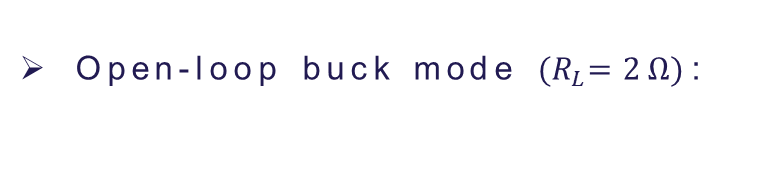 ➢ Open-loop buck mode (R_L = 2 Ω) :